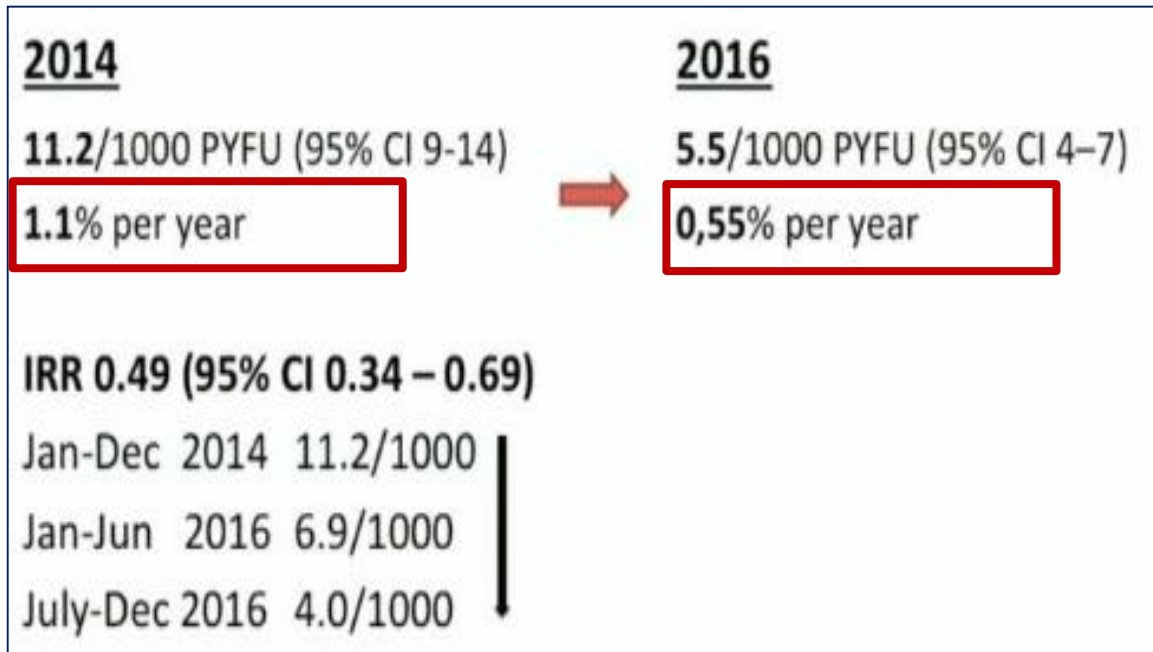 2014
11.2/1000 PYFU (95% CI 9-14)
1.1% per year
2016
5.5/1000 PYFU (95% CI 4–7)
0,55% per year
IRR 0.49 (95% CI 0.34 – 0.69)
Jan-Dec 2014 11.2/1000
Jan-Jun 2016 6.9/1000
July-Dec 2016 4.0/1000